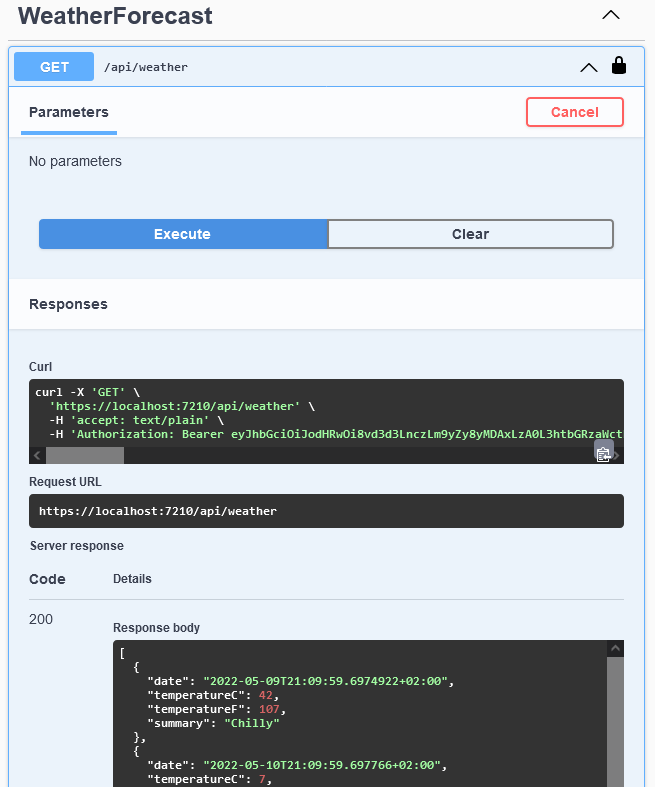 WeatherForecast
GET /api/weather
Parameters
Cancel
No parameters
Execute
Clear
Responses
Curl
curl -X 'GET' \
'https://localhost:7210/api/weather' \
-H 'accept: text/plain' \
-H 'Authorization: Bearer eyJhbGciOiJodHRwOi8vd3d3LnczLm9yZy8yMDAxLzA0L3htbGRzaWct
Request URL
https://localhost:7210/api/weather
Server response
Code Details
200
Response body
[
{
"date": "2022-05-09T21:09:59.6974922+02:00",
"temperatureC": 42,
"temperatureF": 107,
"summary": "Chilly"
},
{
"date": "2022-05-10T21:09:59.697766+02:00",
"temperatureC": 7,